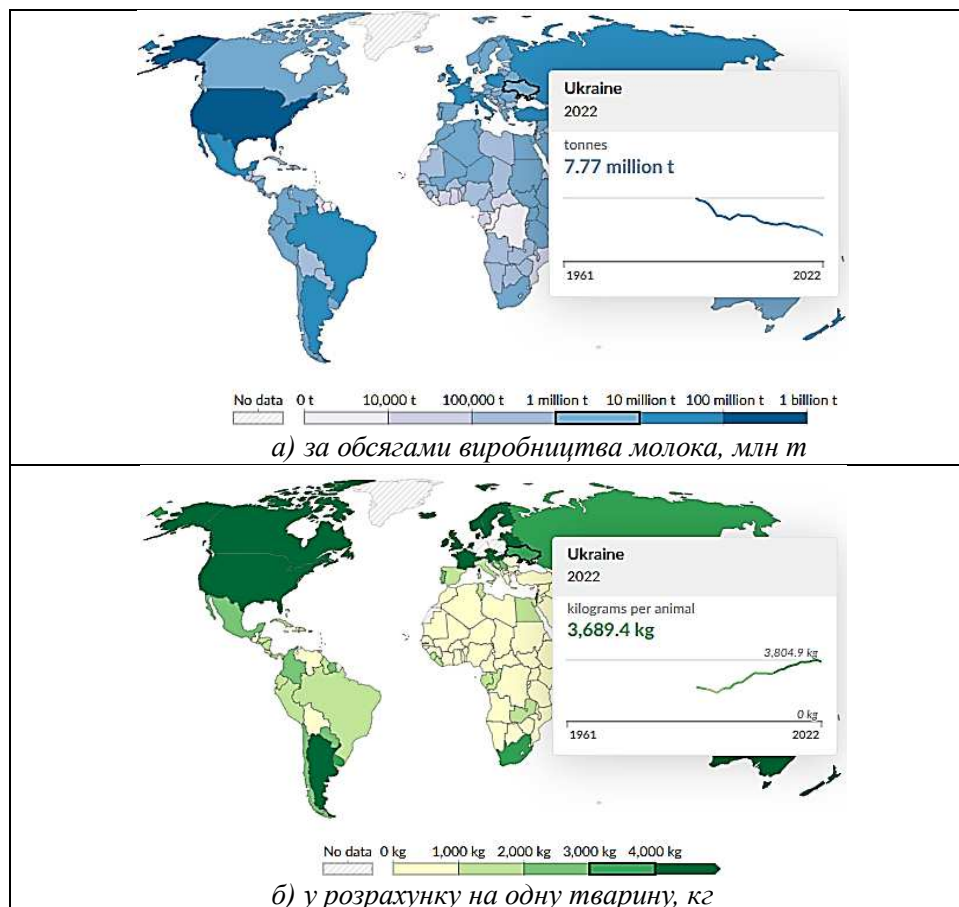 Ukraine
2022
tonnes
7.77 million t
1961 2022
No data 0 t 10,000 t 100,000 t 1 million t 10 million t 100 million t 1 billion t
а) за обсягами виробництва молока, млн т
Ukraine
2022
kilograms per animal
3,689.4 kg
3,804.9 kg
0 kg
1961 2022
No data 0 kg 1,000 kg 2,000 kg 3,000 kg 4,000 kg
б) у розрахунку на одну тварину, кг